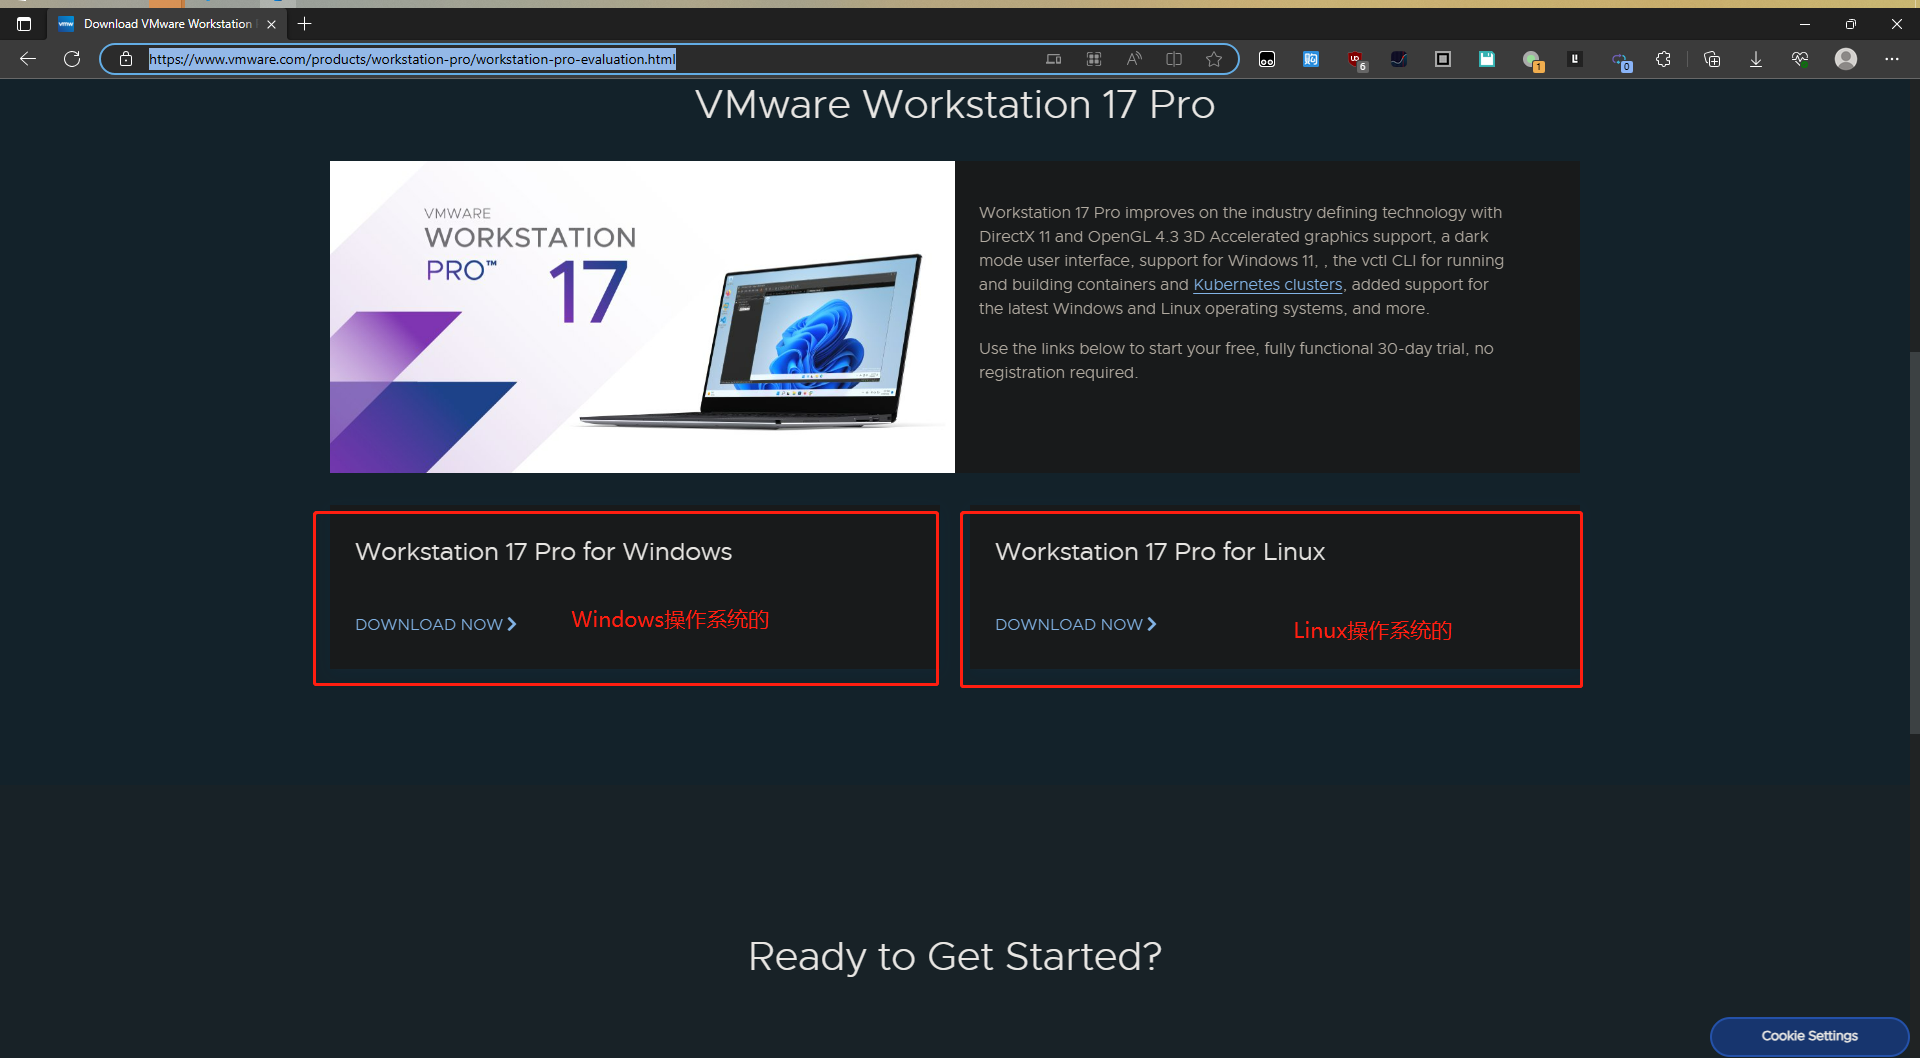 Download VMware Workstation
https://www.vmware.com/products/workstation-pro/workstation-pro-evaluation.html
VMware Workstation 17 Pro
VMWARE
WORKSTATION
PRO™ 17
Workstation 17 Pro improves on the industry defining technology with
DirectX 11 and OpenGL 4.3 3D Accelerated graphics support, a dark
mode user interface, support for Windows 11, , the vctl CLI for running
and building containers and Kubernetes clusters, added support for
the latest Windows and Linux operating systems, and more.
Use the links below to start your free, fully functional 30-day trial, no
registration required.
Workstation 17 Pro for Windows
DOWNLOAD NOW
Windows操作系统的
Workstation 17 Pro for Linux
DOWNLOAD NOW
Linux操作系统的
Ready to Get Started?
Cookie Settings